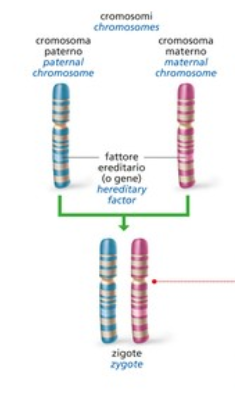 cromosomi
chromosomes
cromosoma
paterno
paternal
chromosome
cromosoma
materno
maternal
chromosome
fattore
ereditario
(o gene)
hereditary
factor
zigote
zygote